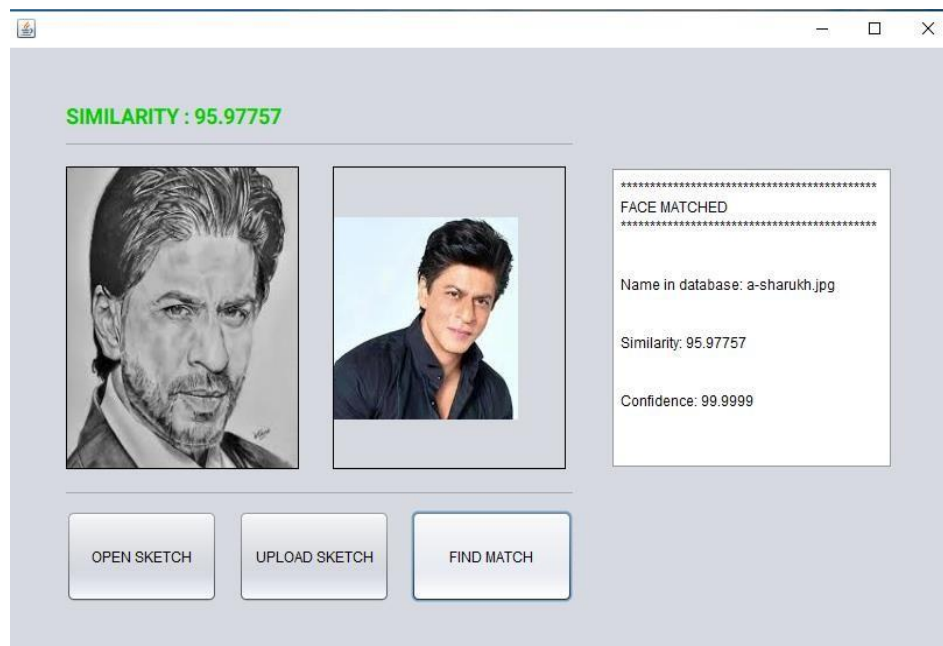 SIMILARITY : 95.97757
********************************************
FACE MATCHED
********************************************
Name in database: a-sharukh.jpg
Similarity: 95.97757
Confidence: 99.9999
OPEN SKETCH
UPLOAD SKETCH
FIND MATCH